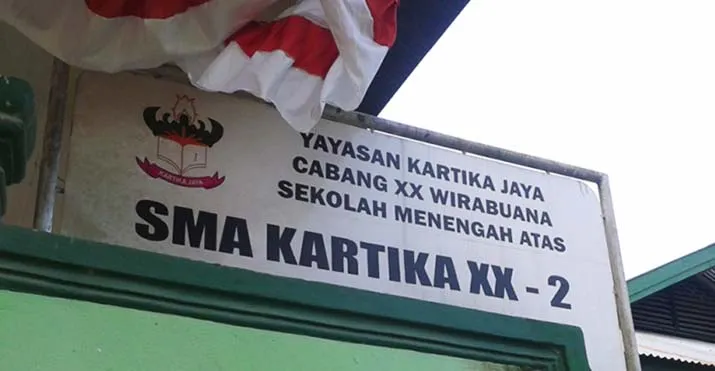 YAYASAN KARTIKA JAYA
CABANG XX WIRABUANA
SEKOLAH MENENGAH ATAS
SMA KARTIKA XX - 2
KARTIKA JAYA